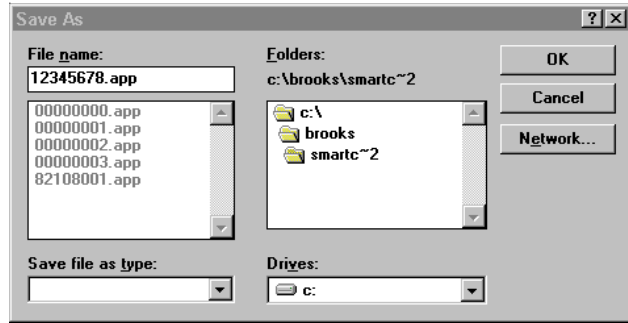 Save As
File name:
12345678.app
00000000.app
00000001.app
00000002.app
00000003.app
82108001.app
Save file as type:
Folders:
c:\brooks\smartc~2
c:\
brooks
smartc~2
Drives:
c:
OK
Cancel
Network...